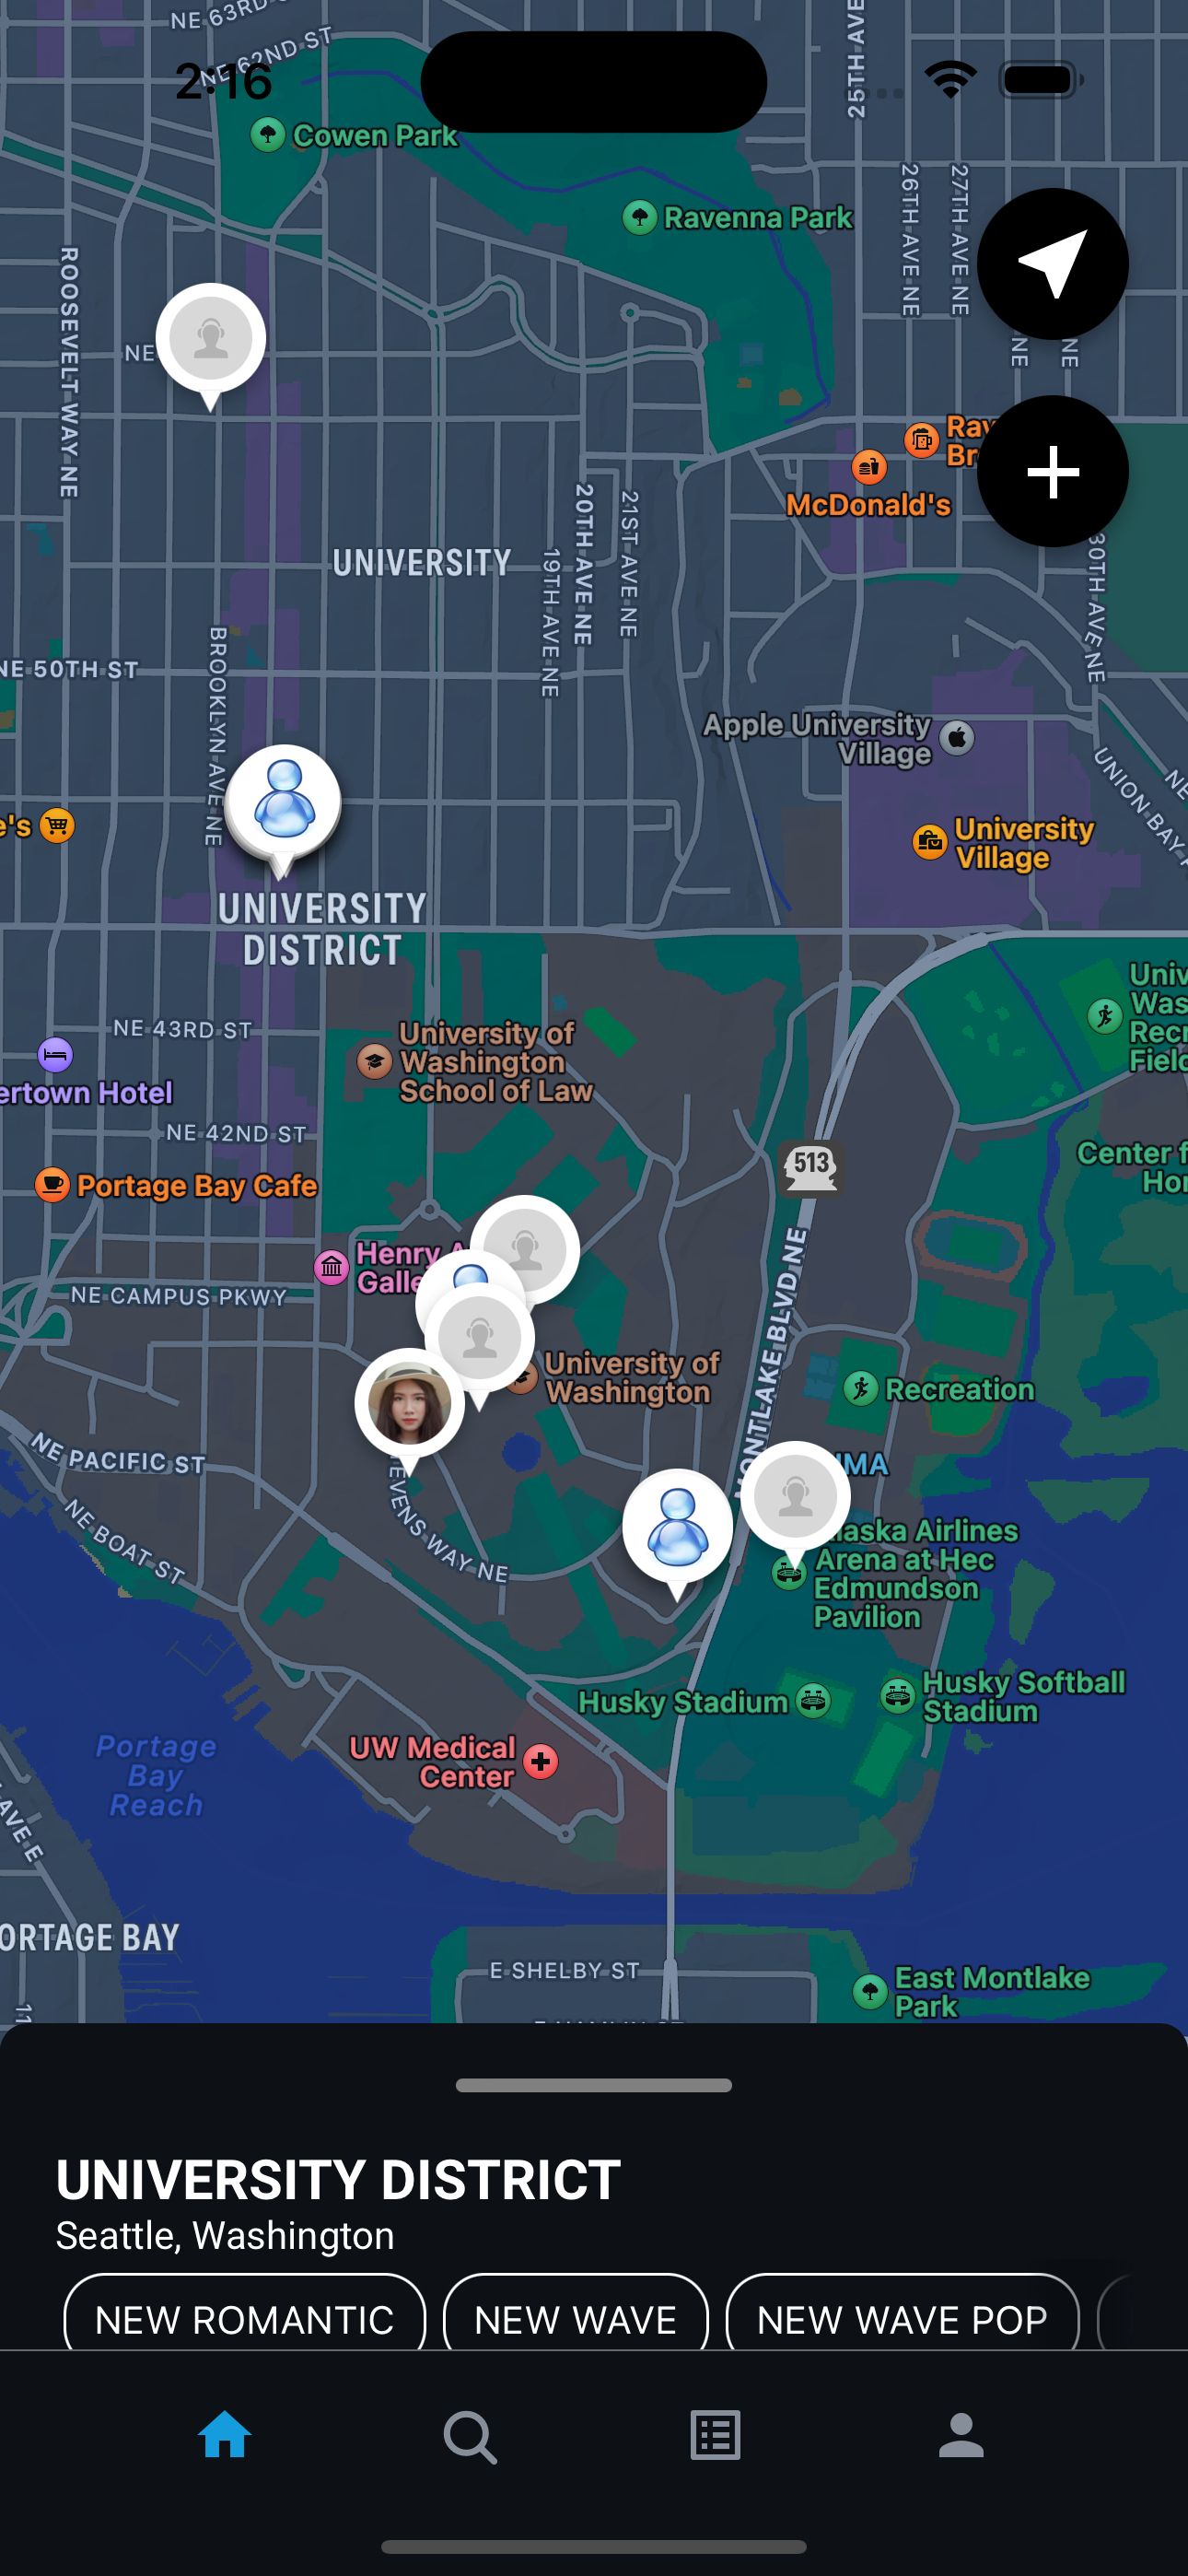 NE 63RD
NE 62ND ST
2:16
25TH AVE
Cowen Park
Ravenna Park
26TH AVE NE
27TH AVE NE
ROOSEVELT WAY NE
NE
NE
NE
McDonald's
UNIVERSITY
19TH AVE NE
20TH AVE NE
21ST AVE NE
30TH AVE NE
NE 50TH ST
BROOKLYN AVE NE
Apple University
Village
UNION BAY
NE
University
Village
UNIVERSITY
DISTRICT
NE 43RD ST
University of
Washington
School of Law
ertown Hotel
NE 42ND ST
Portage Bay Cafe
513
Center f
Henry A
Galle
NE CAMPUS PKWY
University of
Washington
MONTLAKE BLVD NE
Recreation
NE PACIFIC ST
IMA
NE BOAT ST
EVENS WAY NE
laska Airlines
Arena at Hec
Edmundson
Pavilion
Husky Stadium
Husky Softball
Stadium
UW Medical
Center
Portage
Bay
Reach
AVE E
ORTAGE BAY
E SHELBY ST
East Montlake
Park
UNIVERSITY DISTRICT
Seattle, Washington
NEW ROMANTIC
NEW WAVE
NEW WAVE POP